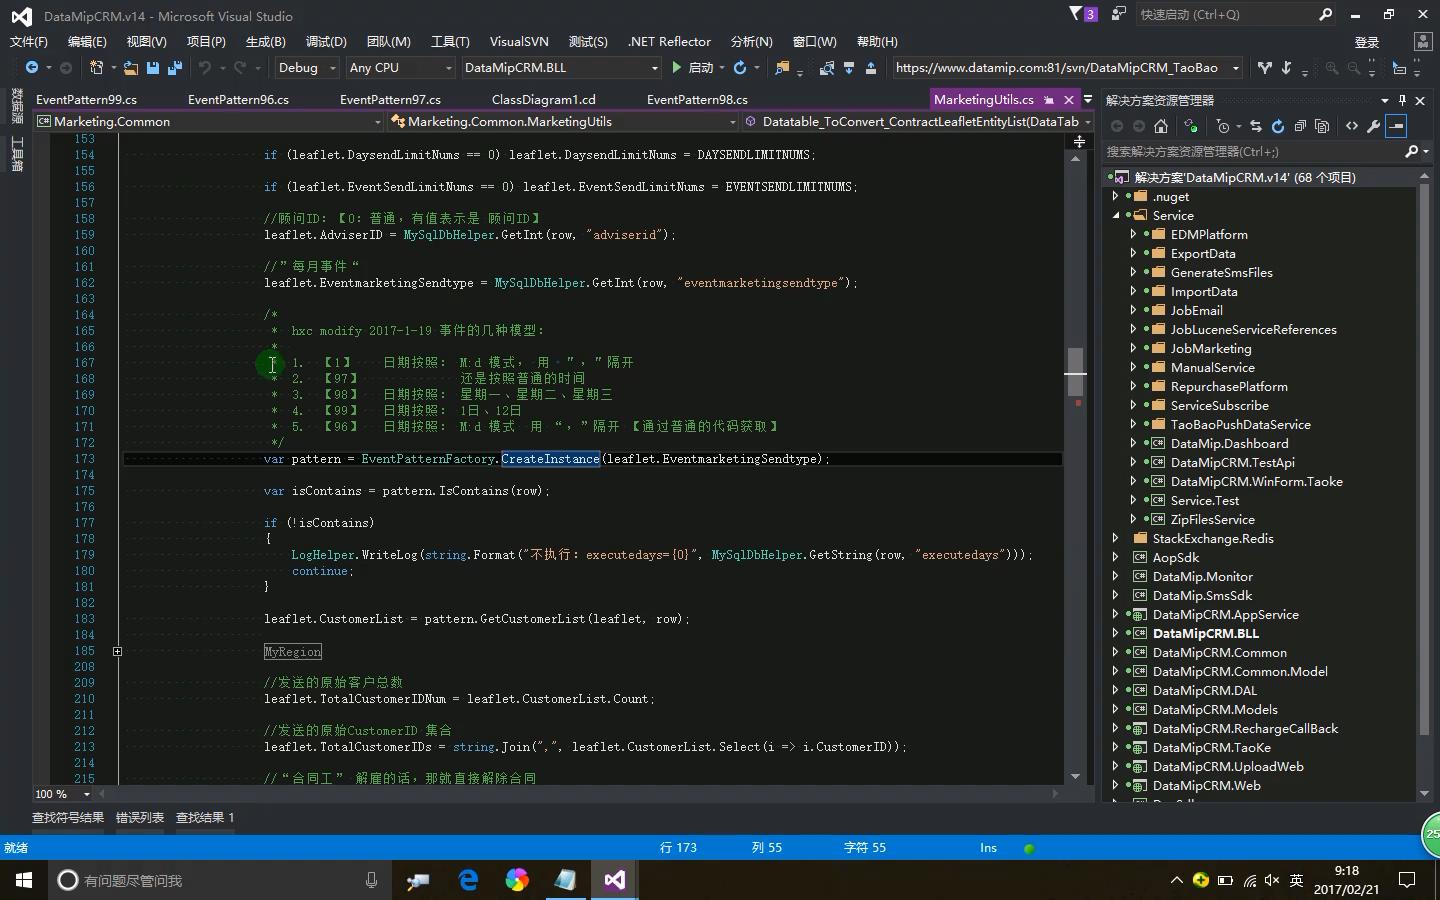 DataMipCRM.v14 - Microsoft Visual Studio
3
快速启动 (Ctrl+Q)
文件(F) 编辑(E) 视图(V) 项目(P) 生成(B) 调试(D) 团队(M) 工具(T) VisualSVN 测试(S) .NET Reflector 分析(N) 窗口(W) 帮助(H) 登录
Debug Any CPU DataMipCRM.BLL 启动 https://www.datamip.com:81/svn/DataMipCRM_TaoBao
数据源
工具箱
EventPattern99.cs EventPattern96.cs EventPattern97.cs ClassDiagram1.cd EventPattern98.cs MarketingUtils.cs
Marketing.Common Marketing.Common.MarketingUtils Datatable_ToConvert_ContractLeafletEntityList(DataTab
153
154 if (leaflet.DaysendLimitNums == 0) leaflet.DaysendLimitNums = DAYSENDLIMITNUMS;
155
156 if (leaflet.EventSendLimitNums == 0) leaflet.EventSendLimitNums = EVENTSENDLIMITNUMS;
157
158 //顾问ID:【0: 普通，有值表示是 顾问ID】
159 leaflet.AdviserID = MySqlDbHelper.GetInt(row, "adviserid");
160
161 //”每月事件“
162 leaflet.EventmarketingSendtype = MySqlDbHelper.GetInt(row, "eventmarketingsendtype");
163
164 /*
165 * hxc modify 2017-1-19 事件的几种模型:
166 *
167 * 1. 【1】 日期按照: M:d 模式， 用 ”，”隔开
168 * 2. 【97】 还是按照普通的时间
169 * 3. 【98】 日期按照: 星期一、星期二、星期三
170 * 4. 【99】 日期按照: 1日、12日
171 * 5. 【96】 日期按照: M:d 模式 用 “，”隔开 【通过普通的代码获取】
172 */
173 var pattern = EventPatternFactory.CreateInstance(leaflet.EventmarketingSendtype);
174
175 var isContains = pattern.IsContains(row);
176
177 if (!isContains)
178 {
179 LogHelper.WriteLog(string.Format("不执行: executedays={0}", MySqlDbHelper.GetString(row, "executedays")));
180 continue;
181 }
182
183 leaflet.CustomerList = pattern.GetCustomerList(leaflet, row);
184
185 MyRegion
208
209 //发送的原始客户总数
210 leaflet.TotalCustomerIDNum = leaflet.CustomerList.Count;
211
212 //发送的原始CustomerID 集合
213 leaflet.TotalCustomerIDs = string.Join(",", leaflet.CustomerList.Select(i => i.CustomerID));
214
215 //“合同工” 解雇的话，那就直接解除合同
100 %
解决方案资源管理器
搜索解决方案资源管理器(Ctrl+;)
解决方案'DataMipCRM.v14' (68 个项目)
.nuget
Service
EDMPlatform
ExportData
GenerateSmsFiles
ImportData
JobEmail
JobLuceneServiceReferences
JobMarketing
ManualService
RepurchasePlatform
ServiceSubscribe
TaoBaoPushDataService
DataMip.Dashboard
DataMipCRM.TestApi
DataMipCRM.WinForm.Taoke
Service.Test
ZipFilesService
StackExchange.Redis
AopSdk
DataMip.Monitor
DataMip.SmsSdk
DataMipCRM.AppService
DataMipCRM.BLL
DataMipCRM.Common
DataMipCRM.Common.Model
DataMipCRM.DAL
DataMipCRM.Models
DataMipCRM.RechargeCallBack
DataMipCRM.TaoKe
DataMipCRM.UploadWeb
DataMipCRM.Web
查找符号结果 错误列表 查找结果 1
25
就绪 行 173 列 55 字符 55 Ins
有问题尽管问我
英
9:18
2017/02/21